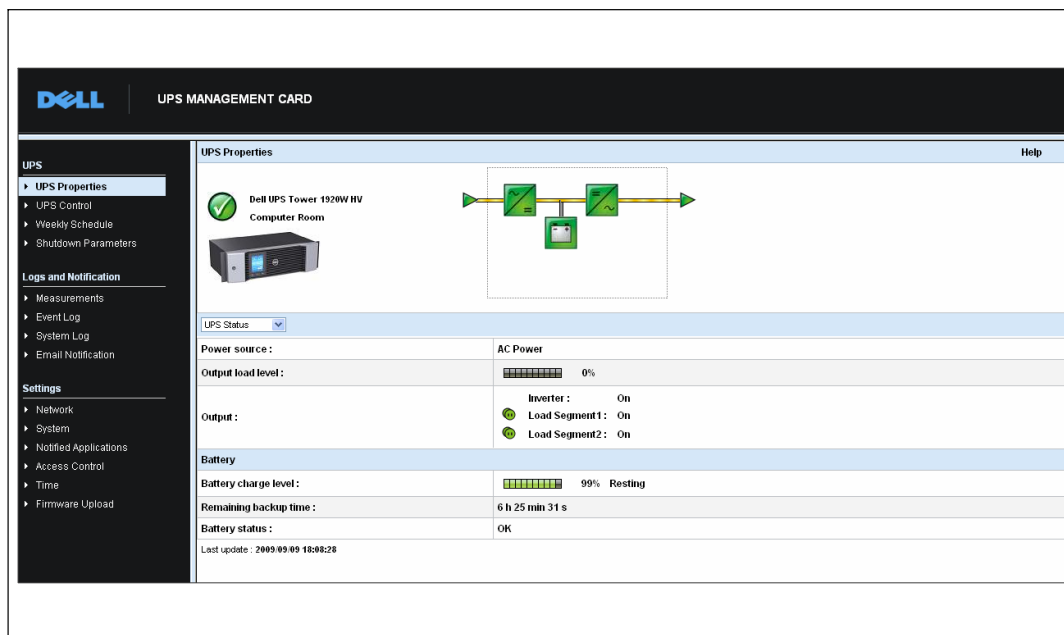 DELL
UPS MANAGEMENT CARD
UPS
UPS Properties
UPS Control
Weekly Schedule
Shutdown Parameters
Logs and Notification
Measurements
Event Log
System Log
Email Notification
Settings
Network
System
Notified Applications
Access Control
Time
Firmware Upload
UPS Properties Help
Dell UPS Tower 1920W HV
Computer Room
UPS Status
Power source : AC Power
Output load level : 0%
Output :
Inverter : On
Load Segment1 : On
Load Segment2 : On
Battery
Battery charge level : 99% Resting
Remaining backup time : 6 h 25 min 31 s
Battery status : OK
Last update : 2009/09/09 18:08:28